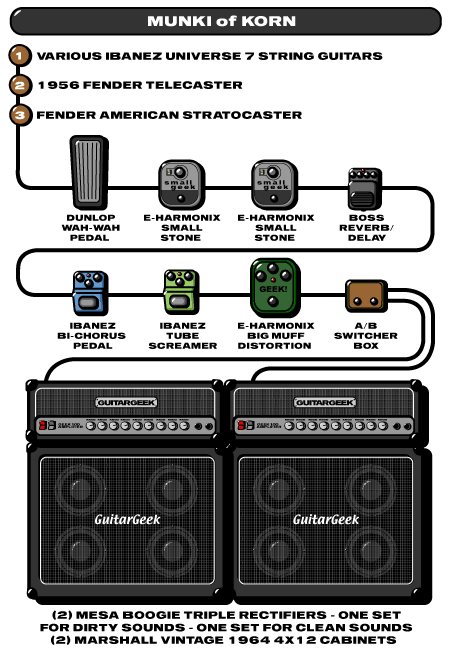 MUNKI of KORN
1 VARIOUS IBANEZ UNIVERSE 7 STRING GUITARS
2 1956 FENDER TELECASTER
3 FENDER AMERICAN STRATOCASTER
small geek
small geek
DUNLOP
WAH-WAH
PEDAL
E-HARMONIX
SMALL
STONE
E-HARMONIX
SMALL
STONE
BOSS
REVERB/
DELAY
GEEK!
IBANEZ
BI-CHORUS
PEDAL
IBANEZ
TUBE
SCREAMER
E-HARMONIX
BIG MUFF
DISTORTION
A/B
SWITCHER
BOX
GUITARGEEK
GUITARGEEK
GuitarGeek
GuitarGeek
(2) MESA BOOGIE TRIPLE RECTIFIERS - ONE SET
FOR DIRTY SOUNDS - ONE SET FOR CLEAN SOUNDS
(2) MARSHALL VINTAGE 1964 4X12 CABINETS